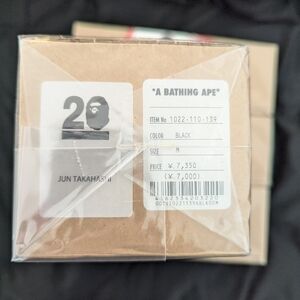 20
JUN TAKAHASHI
"A BATHING APE"
ITEM No. 1022-110-139
COLOR BLACK
SIZE M
PRICE ¥.7,350
(¥.7,000)